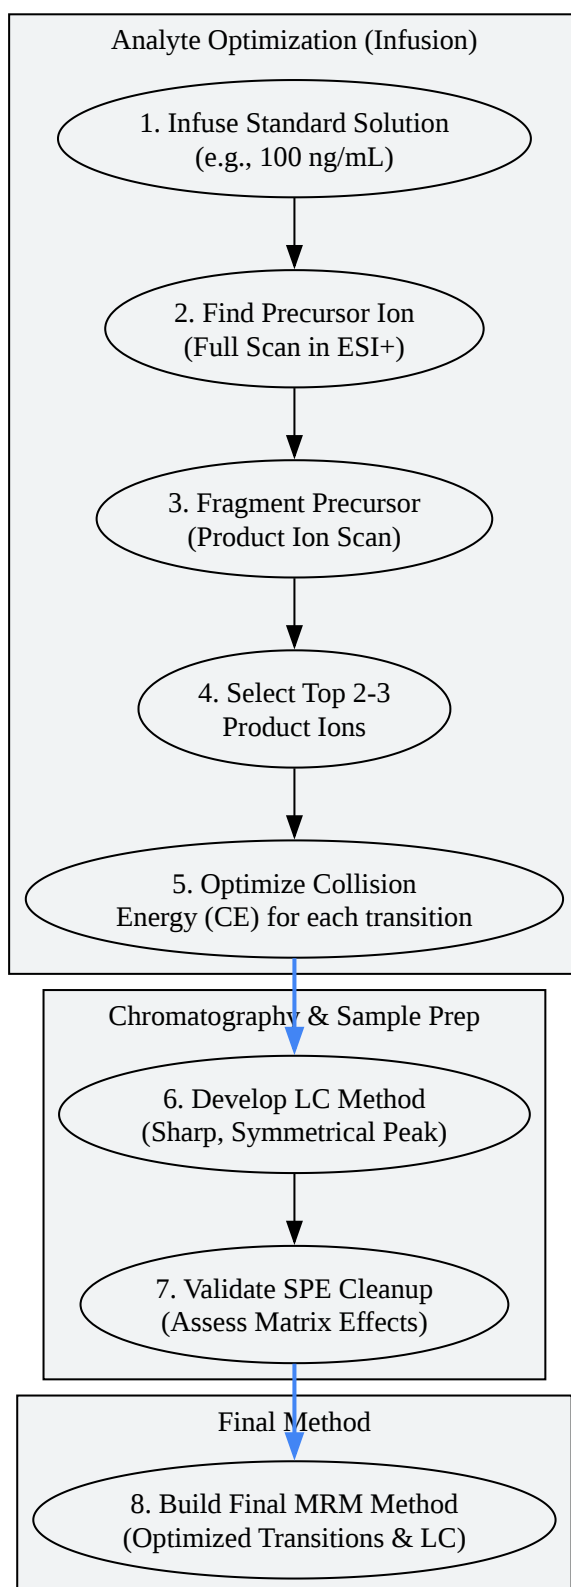 Analyte Optimization (Infusion)
1. Infuse Standard Solution
(e.g., 100 ng/mL)
2. Find Precursor Ion
(Full Scan in ESI+)
3. Fragment Precursor
(Product Ion Scan)
4. Select Top 2-3
Product Ions
5. Optimize Collision
Energy (CE) for each transition
Chromatography & Sample Prep
6. Develop LC Method
(Sharp, Symmetrical Peak)
7. Validate SPE Cleanup
(Assess Matrix Effects)
Final Method
8. Build Final MRM Method
(Optimized Transitions & LC)